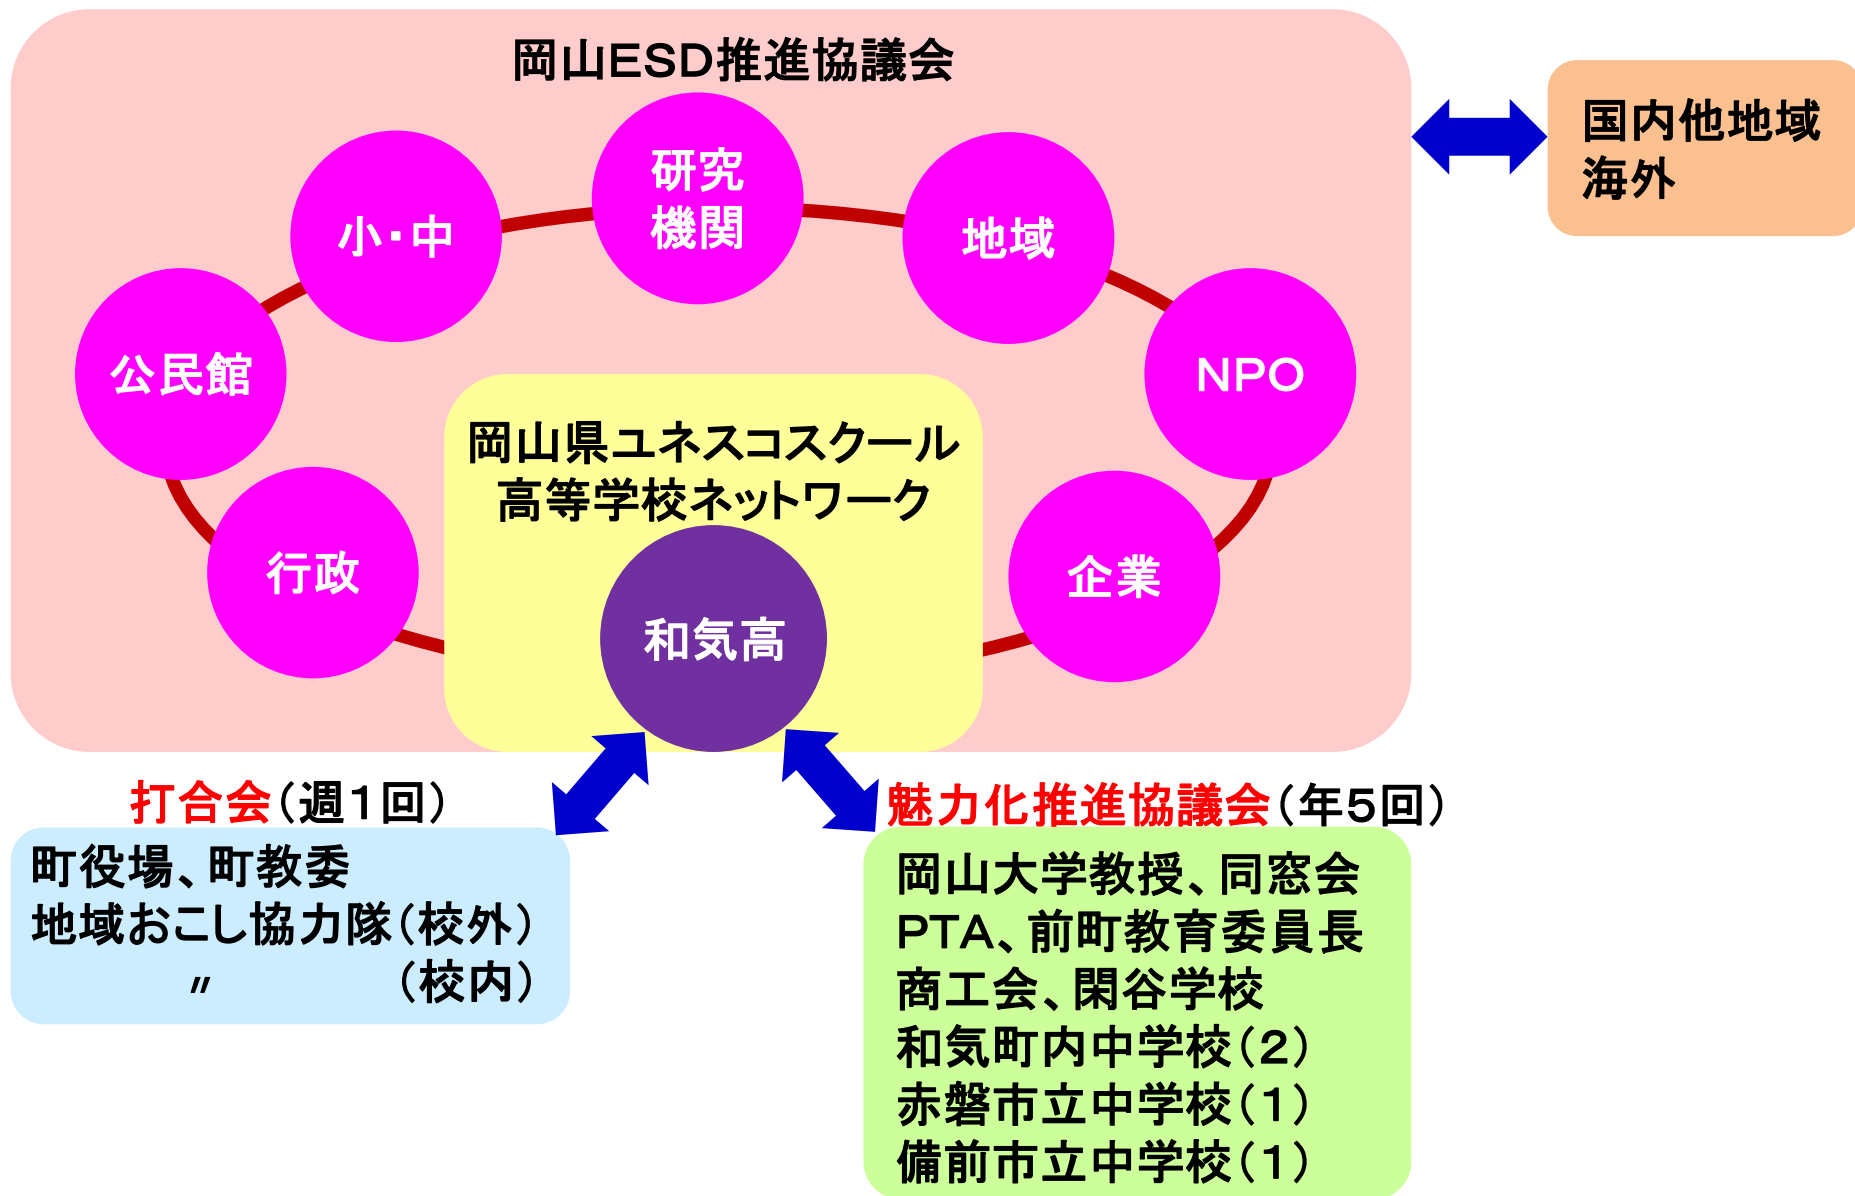 岡山ESD推進協議会
国内他地域
海外
研究
機関
小・中
地域
公民館
NPO
岡山県ユネスコスクール
高等学校ネットワーク
行政
企業
和気高
打合会（週１回）
町役場、町教委
地域おこし協力隊（校外）
〃　（校内）
魅力化推進協議会（年５回）
岡山大学教授、同窓会
PTA、前町教育委員長
商工会、閑谷学校
和気町内中学校（２）
赤磐市立中学校（１）
備前市立中学校（１）